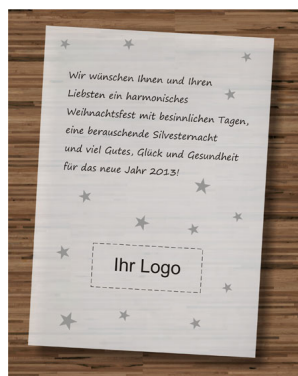 Wir wünschen Ihnen und Ihren
Liebsten ein harmonisches
Weihnachtsfest mit besinnlichen Tagen,
eine berauschende Silvesternacht
und viel Gutes, Glück und Gesundheit
für das neue Jahr 2013!
Ihr Logo